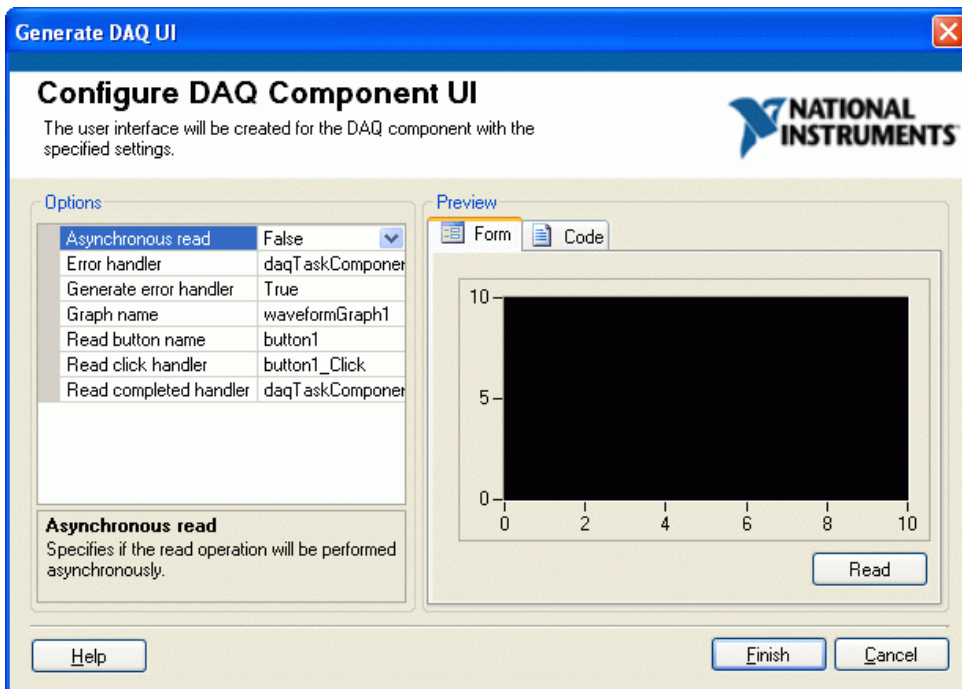 Generate DAQ UI
Configure DAQ Component UI
The user interface will be created for the DAQ component with the
specified settings.
NATIONAL
INSTRUMENTS
Options
Asynchronous read False
Error handler daqTaskComponen
Generate error handler True
Graph name waveformGraph1
Read button name button1
Read click handler button1_Click
Read completed handler daqTaskComponen
Asynchronous read
Specifies if the read operation will be performed
asynchronously.
Preview
Form Code
10
5
0
0 2 4 6 8 10
Read
Help Finish Cancel